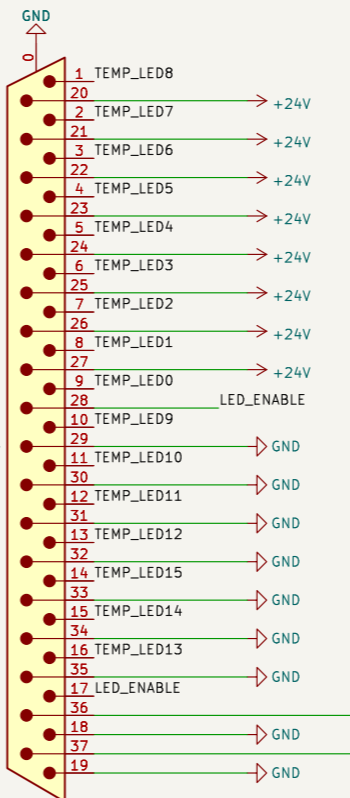 GND
0
1 TEMP_LED8
20 +24V
2 TEMP_LED7
21 +24V
3 TEMP_LED6
22 +24V
4 TEMP_LED5
23 +24V
5 TEMP_LED4
24 +24V
6 TEMP_LED3
25 +24V
7 TEMP_LED2
26 +24V
8 TEMP_LED1
27 +24V
9 TEMP_LED0
28 LED_ENABLE
10 TEMP_LED9
29 GND
11 TEMP_LED10
30 GND
12 TEMP_LED11
31 GND
13 TEMP_LED12
32 GND
14 TEMP_LED15
33 GND
15 TEMP_LED14
34 GND
16 TEMP_LED13
35 GND
17 LED_ENABLE
36
18 GND
37
19 GND